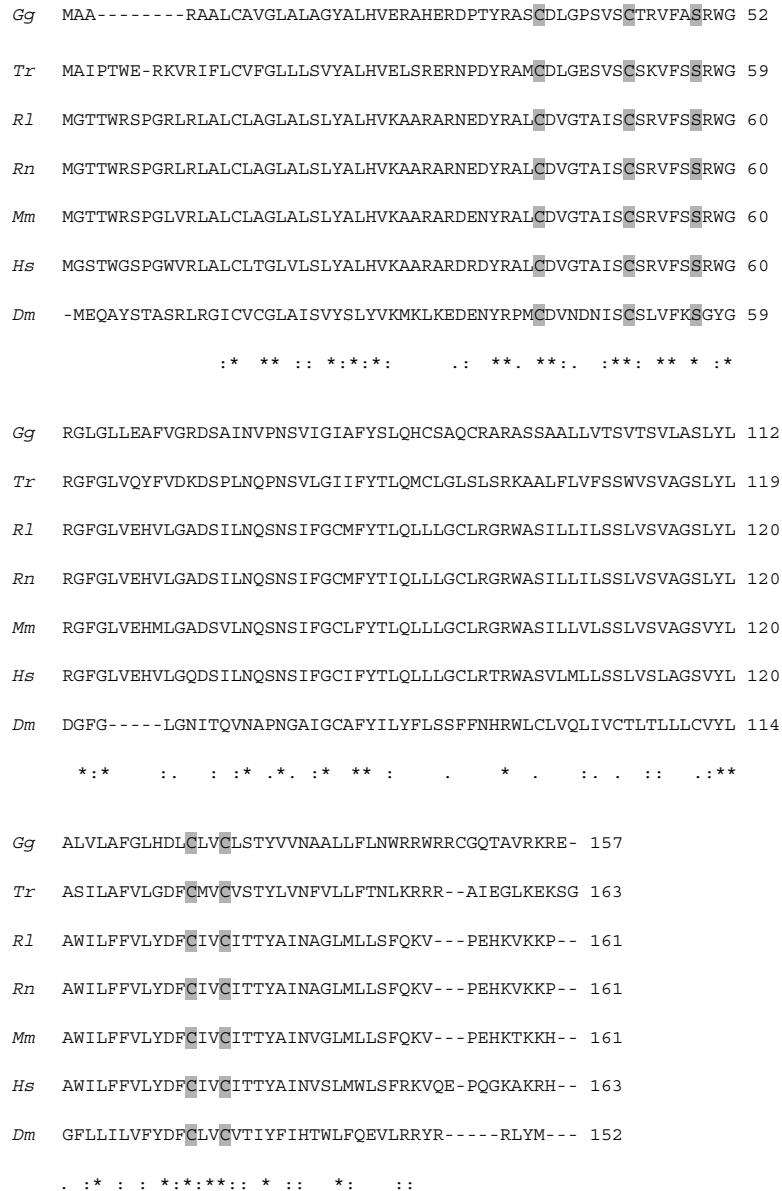 Gg MAA--------RAALCAVGLALAGYALHVERAHERDPTYRASCDLGPSVSCTRVFASRWG 52
Tr MAIPTWE-RKVRIFLCVFGLLLSVYALHVELSRERNPDYRAMCDLGESVSCSKVFSSRWG 59
Rl MGTTWRSPGRLRLALCLAGLALSLYALHVKAARARNEDYRALCDVGTAISCSRVFSSRWG 60
Rn MGTTWRSPGRLRLALCLAGLALSLYALHVKAARARNEDYRALCDVGTAISCSRVFSSRWG 60
Mm MGTTWRSPGLVRLALCLAGLALSLYALHVKAARARDENYRALCDVGTAISCSRVFSSRWG 60
Hs MGSTWGSPGWVRLALCLTGLVLSLYALHVKAARARDRDYRALCDVGTAISCSRVFSSRWG 60
Dm -MEQAYSTASRLRGICVCGLAISVYSLYVKMKLKEDENYRPMCDVNDNISCSLVFKSGYG 59
:* ** :: *:*:*: .: **. **:. :**: ** * :*
Gg RGLGLLEAFVGRDSAINVPNSVIGIAFYSLQHCSAQCRARASSAALLVTSVTSVLASLYL 112
Tr RGFGLVQYFVDKDSPLNQPNSVLGIIFYTLQMCLGLSLSRKAALFLVFSSWVSVAGSLYL 119
Rl RGFGLVEHVLGADSILNQSNSIFGCMFYTLQLLLGCLRGRWASILLILSSLVSVAGSLYL 120
Rn RGFGLVEHVLGADSILNQSNSIFGCMFYTIQLLLGCLRGRWASILLILSSLVSVAGSLYL 120
Mm RGFGLVEHMLGADSVLNQSNSIFGCLFYTLQLLLGCLRGRWASILLVLSSLVSVAGSVYL 120
Hs RGFGLVEHVLGQDSILNQSNSIFGCIFYTLQLLLGCLRTRWASVLMLLSSLVSLAGSVYL 120
Dm DGFG-----LGNITQVNAPNGAIGCAFYILYFLSSFFNHRWLCLVQLIVCTLTLLLCVYL 114
*:* :. : :* .*. :* ** : . * . :. . :: .:**
Gg ALVLAFGLHDLCLVCLSTYVVNAALLFLNWRRWRRCGQTAVRKRE- 157
Tr ASILAFVLGDFCMVCVSTYLVNFVLLFTNLKRRR--AIEGLKEKSG 163
Rl AWILFFVLYDFCIVCITTYAINAGLMLLSFQKV---PEHKVKKP-- 161
Rn AWILFFVLYDFCIVCITTYAINAGLMLLSFQKV---PEHKVKKP-- 161
Mm AWILFFVLYDFCIVCITTYAINVGLMLLSFQKV---PEHKTKKH-- 161
Hs AWILFFVLYDFCIVCITTYAINVSLMWLSFRKVQE-PQGKAKRH-- 163
Dm GFLLILVFYDFCLVCVTIYFIHTWLFQEVLRRYR-----RLYM--- 152
. :* : : *:*:**:: * :: *: ::